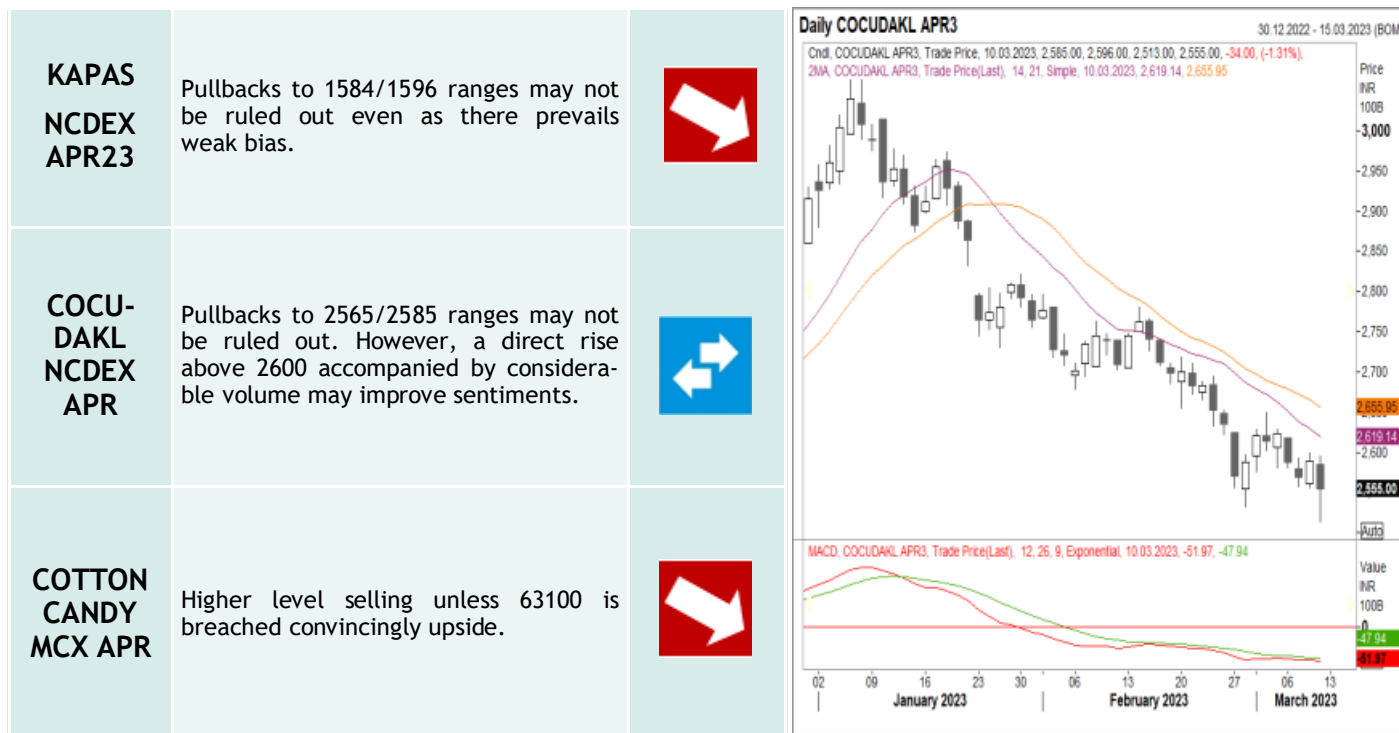 KAPAS
NCDEX
APR23
Pullbacks to 1584/1596 ranges may not
be ruled out even as there prevails
weak bias.
COCU-
DAKL
NCDEX
APR
Pullbacks to 2565/2585 ranges may not
be ruled out. However, a direct rise
above 2600 accompanied by considera-
ble volume may improve sentiments.
COTTON
CANDY
MCX APR
Higher level selling unless 63100 is
breached convincingly upside.
Daily COCUDAKL APR3
30.12.2022 - 15.03.2023 (BOM
Cndl, COCUDAKL APR3, Trade Price, 10.03.2023, 2,585.00, 2,596.00, 2,513.00, 2,555.00, -34.00, (-1.31%),
2MA, COCUDAKL APR3, Trade Price(Last), 14, 21, Simple, 10.03.2023, 2,619.14, 2,655.95
Price
INR
100B
3,000
2,950
2,900
2,850
2,800
2,750
2,700
2,655.95
2,619.14
2,600
2,555.00
Auto
MACD, COCUDAKL APR3, Trade Price(Last), 12, 26, 9, Exponential, 10.03.2023, -51.97, -47.94
Value
INR
100B
0
-47.94
-51.97
02 09 16 23 30 06 13 20 27 06 13
January 2023 February 2023 March 2023